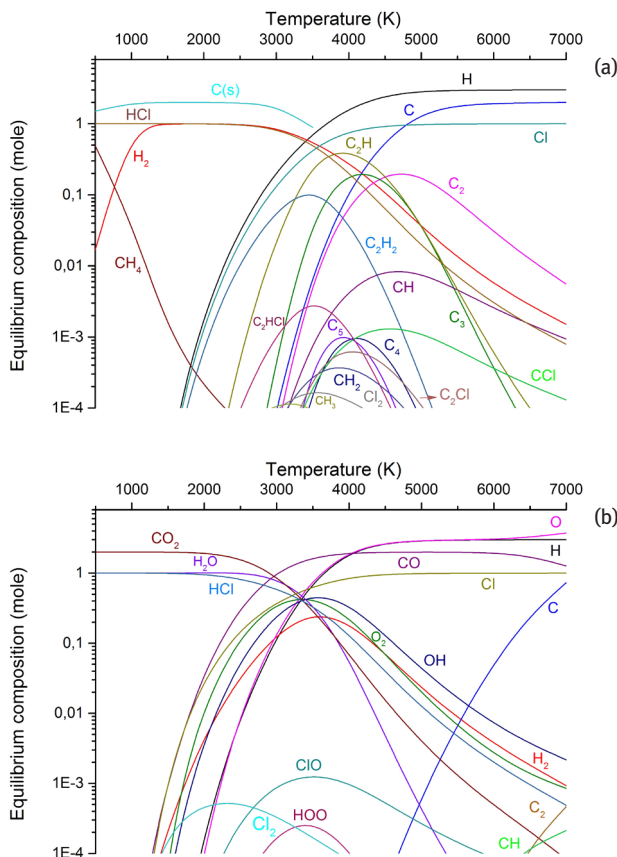 Temperature (K)
1000 2000 3000 4000 5000 6000 7000
(a)
H
C(s)
C
HCl
1
Cl
H₂
C₂H
C₂
0,1
C₂H₂
CH₄
0,01
CH
C₂HCl
C₅
C₃
1E-3
C₄
CH₂
CCl
Cl₂
C₂Cl
CH₃
1E-4
Equilibrium composition (mole)
Temperature (K)
1000 2000 3000 4000 5000 6000 7000
(b)
O
CO₂
H₂O
H
CO
1
HCl
Cl
C
O₂
0,1
OH
0,01
H₂
ClO
1E-3
C₂
HOO
Cl₂
CH
1E-4
Equilibrium composition (mole)